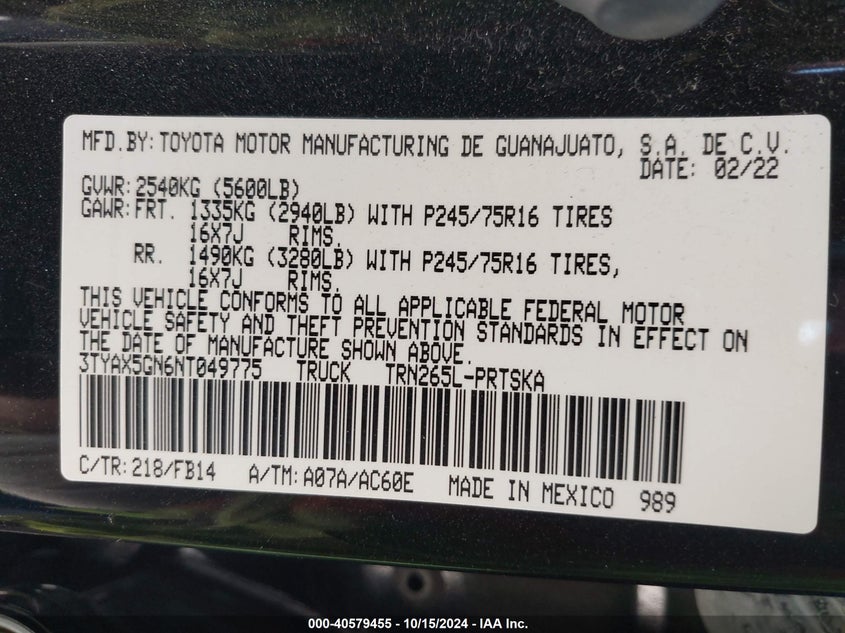 MFD.BY: TOYOTA MOTOR MANUFACTURING DE GUANAJUATO, S.A. DE C.V.
DATE: 02/22
GVWR: 2540KG (5600LB)
GAWR: FRT. 1335KG (2940LB) WITH P245/75R16 TIRES
16X7J RIMS.
RR. 1490KG (3280LB) WITH P245/75R16 TIRES,
16X7J RIMS.
THIS VEHICLE CONFORMS TO ALL APPLICABLE FEDERAL MOTOR
VEHICLE SAFETY AND THEFT PREVENTION STANDARDS IN EFFECT ON
THE DATE OF MANUFACTURE SHOWN ABOVE.
3TYAX5GN6NT049775 TRUCK TRN265L-PRTSKA
C/TR: 218/FB14 A/TM: A07A/AC60E MADE IN MEXICO 989
000-40579455 - 10/15/2024 - IAA Inc.